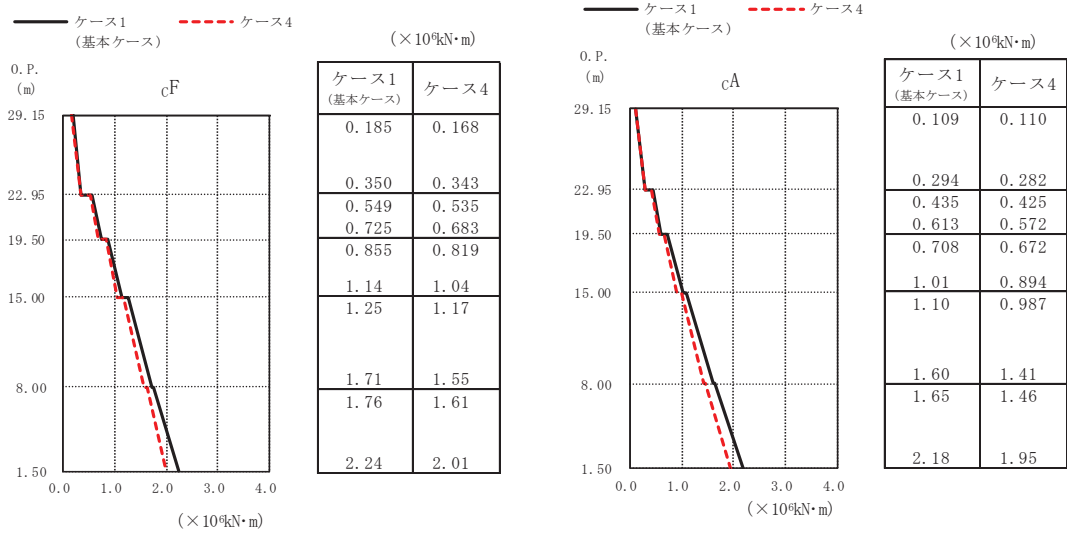 ケース1 ケース4
(基本ケース)
(×10⁶kN・m)
O.P.
(m)
cF
ケース1 ケース4
(基本ケース)
29.15
0.185 0.168
0.350 0.343
22.95
0.549 0.535
0.725 0.683
19.50
0.855 0.819
1.14 1.04
15.00
1.25 1.17
1.71 1.55
8.00
1.76 1.61
2.24 2.01
1.50
0.0 1.0 2.0 3.0 4.0
(×10⁶kN・m)
ケース1 ケース4
(基本ケース)
(×10⁶kN・m)
O.P.
(m)
cA
ケース1 ケース4
(基本ケース)
29.15
0.109 0.110
0.294 0.282
22.95
0.435 0.425
0.613 0.572
19.50
0.708 0.672
1.01 0.894
15.00
1.10 0.987
1.60 1.41
8.00
1.65 1.46
2.18 1.95
1.50
0.0 1.0 2.0 3.0 4.0
(×10⁶kN・m)